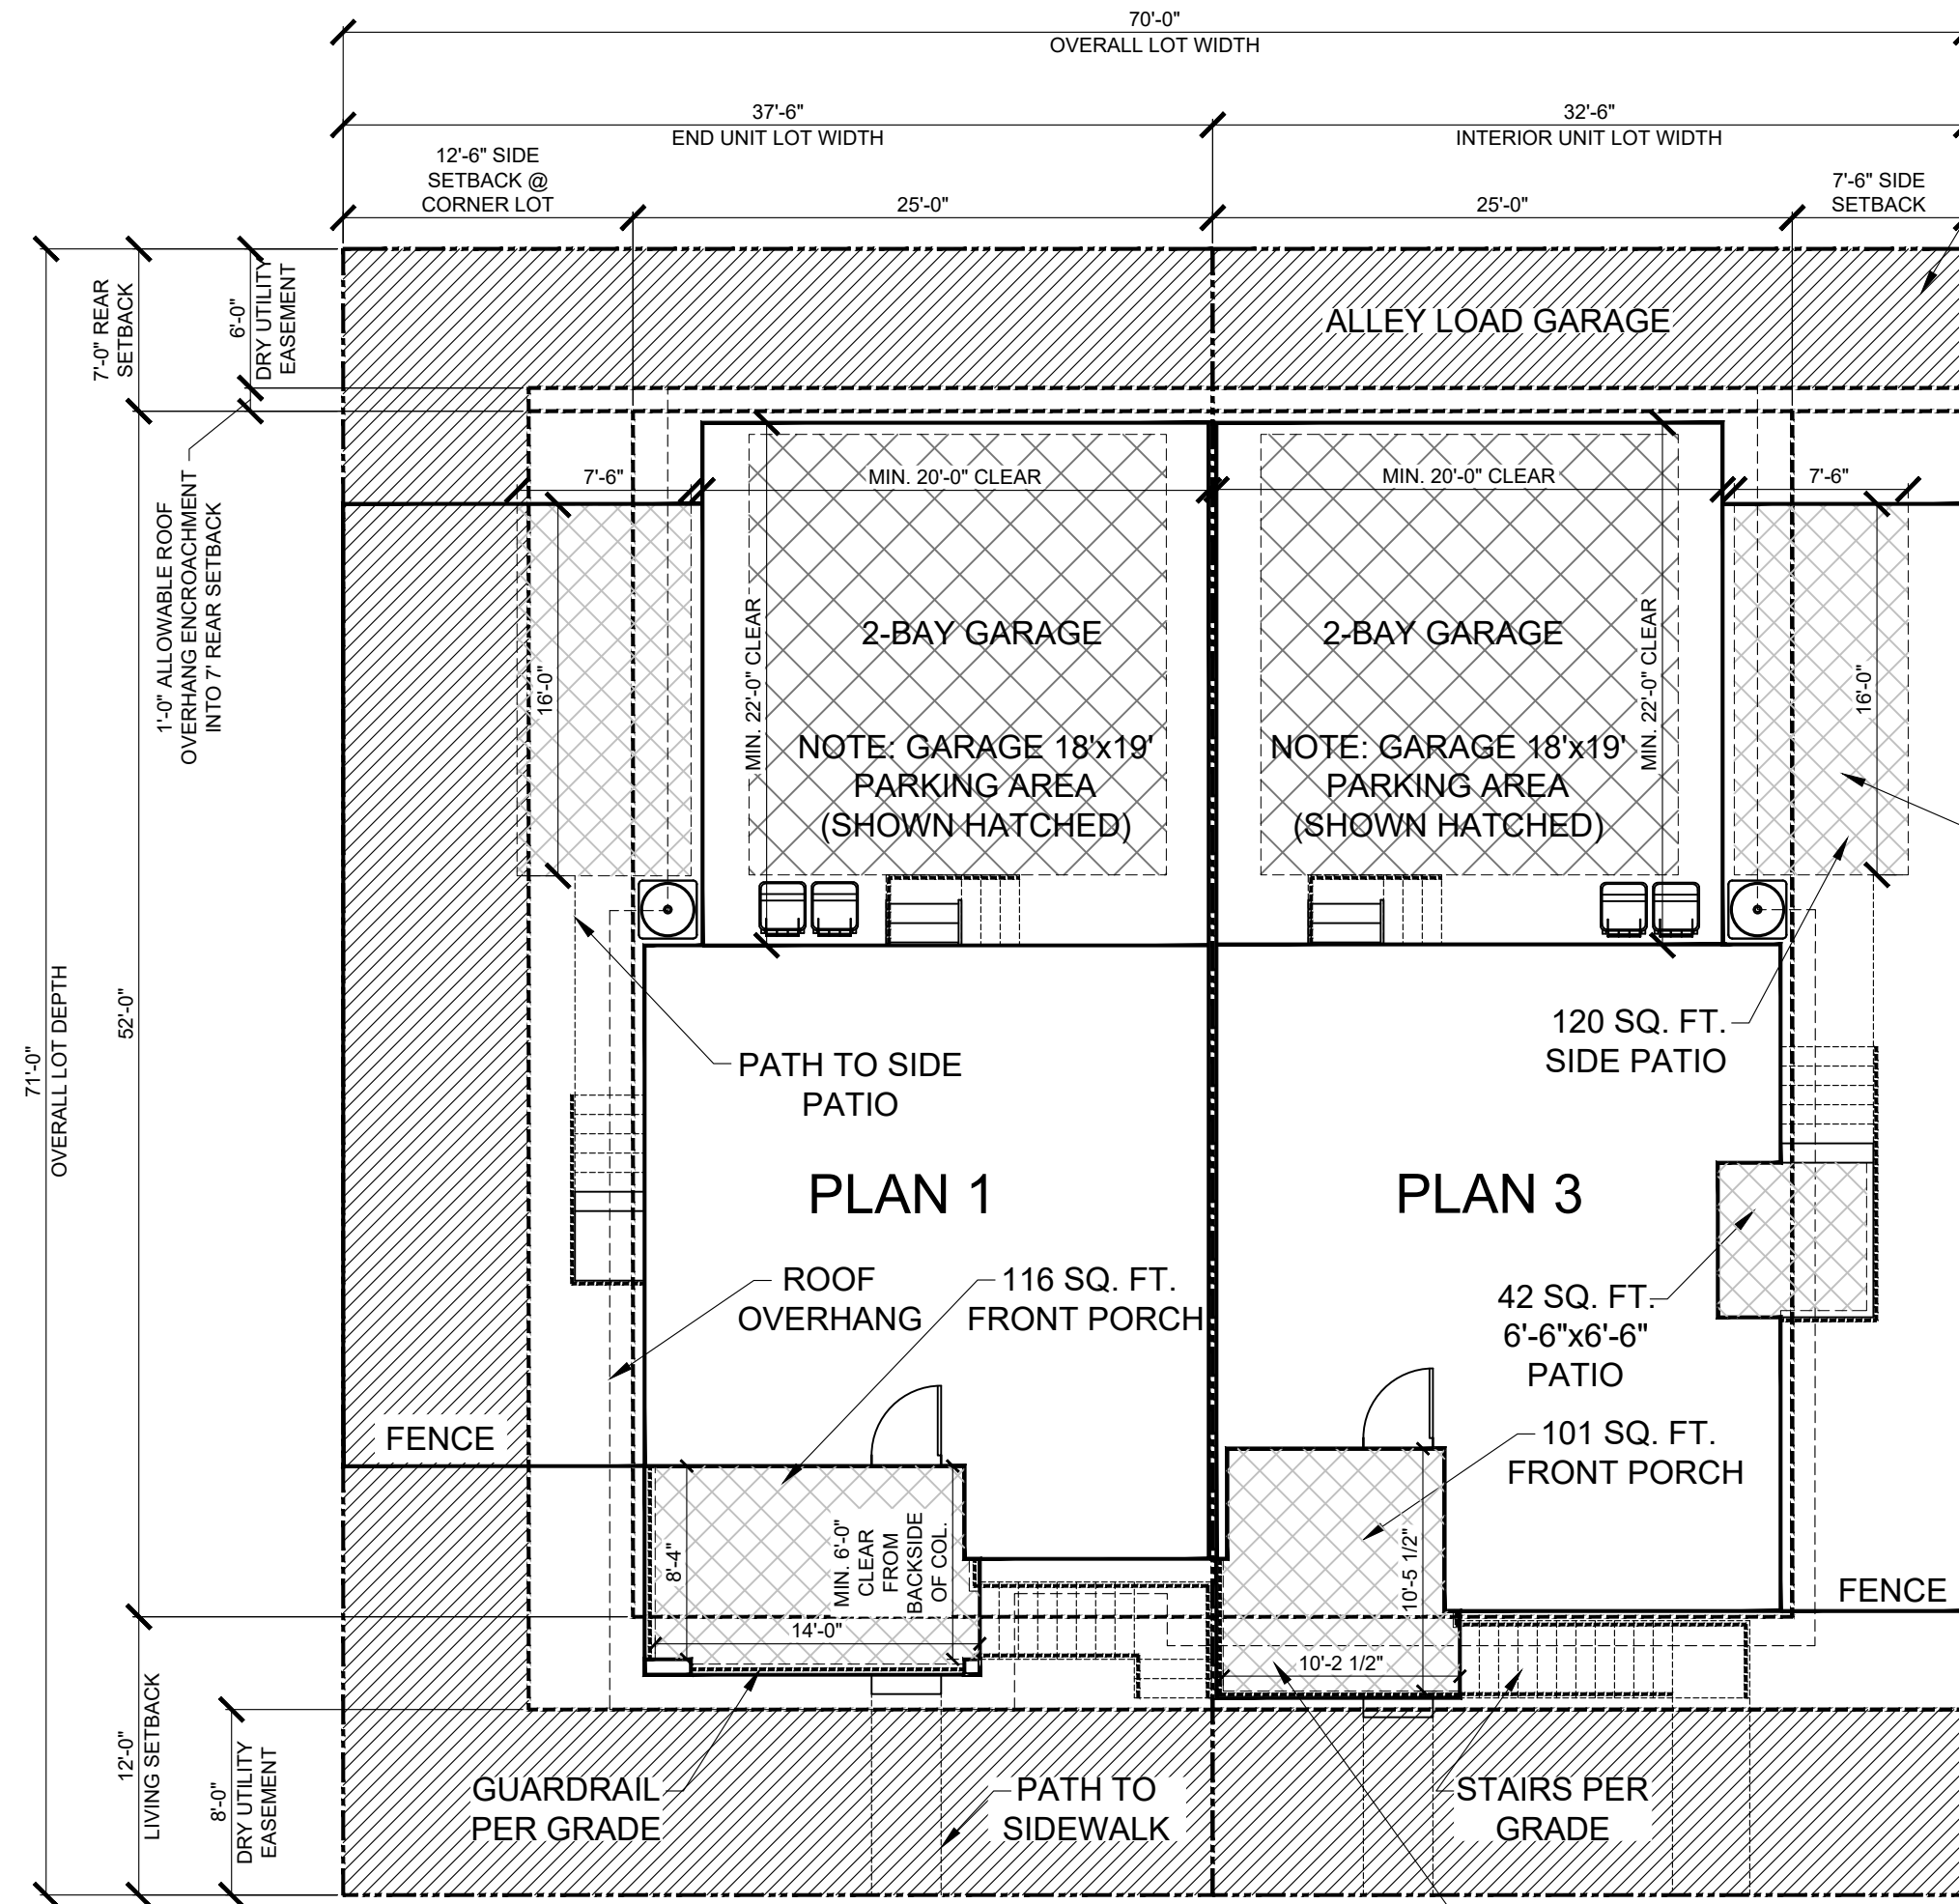 70'-0"
OVERALL LOT WIDTH
37'-6"
END UNIT LOT WIDTH
32'-6"
INTERIOR UNIT LOT WIDTH
12'-6" SIDE
SETBACK @
CORNER LOT
25'-0"
25'-0"
7'-6" SIDE
SETBACK
7'-0" REAR
SETBACK
6'-0"
DRY UTILITY
EASEMENT
ALLEY LOAD GARAGE
1'-0" ALLOWABLE ROOF
OVERHANG ENCROACHMENT
INTO 7' REAR SETBACK
7'-6"
MIN. 20'-0" CLEAR
MIN. 20'-0" CLEAR
7'-6"
16'-0"
MIN. 22'-0" CLEAR
2-BAY GARAGE
NOTE: GARAGE 18'x19'
PARKING AREA
(SHOWN HATCHED)
2-BAY GARAGE
NOTE: GARAGE 18'x19'
PARKING AREA
(SHOWN HATCHED)
MIN. 22'-0" CLEAR
16'-0"
71'-0"
OVERALL LOT DEPTH
52'-0"
PATH TO SIDE
PATIO
120 SQ. FT.
SIDE PATIO
PLAN 1
PLAN 3
ROOF
OVERHANG
116 SQ. FT.
FRONT PORCH
42 SQ. FT.
6'-6"x6'-6"
PATIO
101 SQ. FT.
FRONT PORCH
FENCE
8'-4"
MIN. 6'-0"
CLEAR
FROM
BACKSIDE
OF COL.
14'-0"
10'-5 1/2"
10'-2 1/2"
FENCE
12'-0"
LIVING SETBACK
8'-0"
DRY UTILITY
EASEMENT
GUARDRAIL
PER GRADE
PATH TO
SIDEWALK
STAIRS PER
GRADE